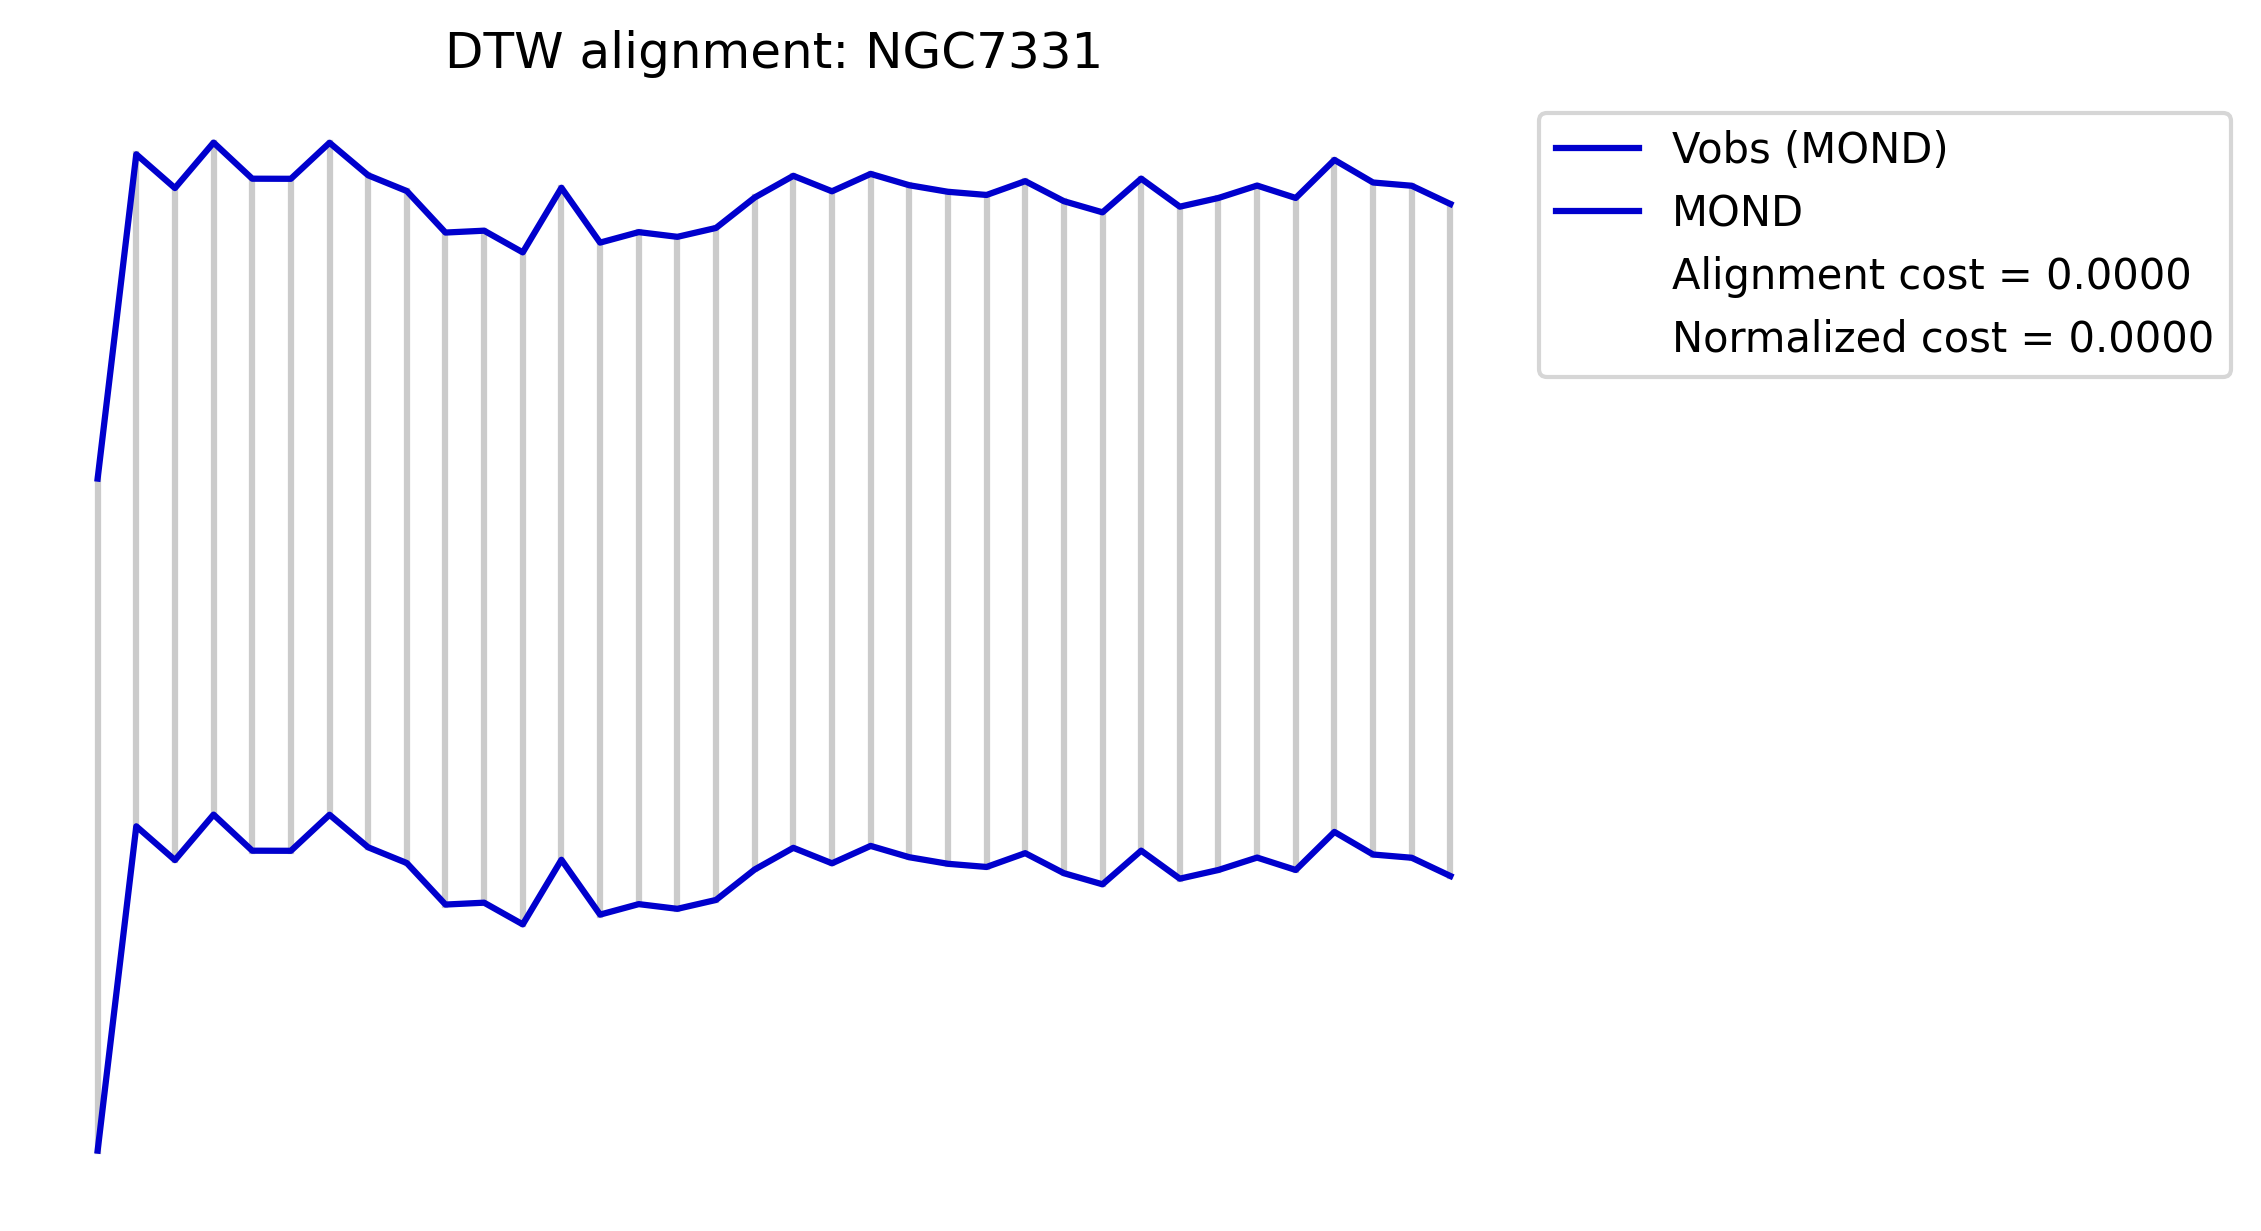 DTW alignment: NGC7331
Vobs (MOND)
MOND
Alignment cost = 0.0000
Normalized cost = 0.0000